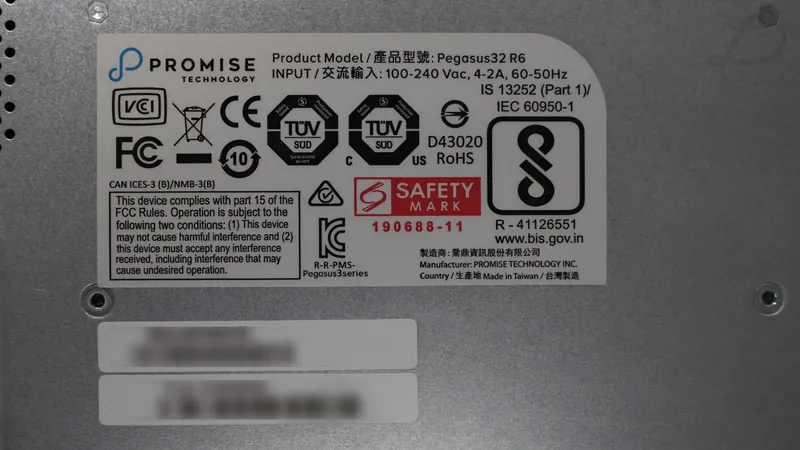 PROMISE
TECHNOLOGY
Product Model / 產品型號: Pegasus32 R6
INPUT / 交流輸入: 100-240 Vac, 4-2A, 60-50Hz
IS 13252 (Part 1)/
IEC 60950-1
VCI
CE
FC
10
TÜV
SÜD
C
TÜV
SÜD
US
D43020
RoHS
R - 41126551
www.bis.gov.in
CAN ICES-3 (B)/NMB-3(B)
This device complies with part 15 of the
FCC Rules. Operation is subject to the
following two conditions: (1) This device
may not cause harmful interference and (2)
this device must accept any interference
received, including interference that may
cause undesired operation.
SAFETY
MARK
190688-11
R-R-PMS-
Pegasus3series
製造商: 喬鼎資訊股份有限公司
Manufacturer: PROMISE TECHNOLOGY INC.
Country / 生產地 Made in Taiwan / 台灣製造